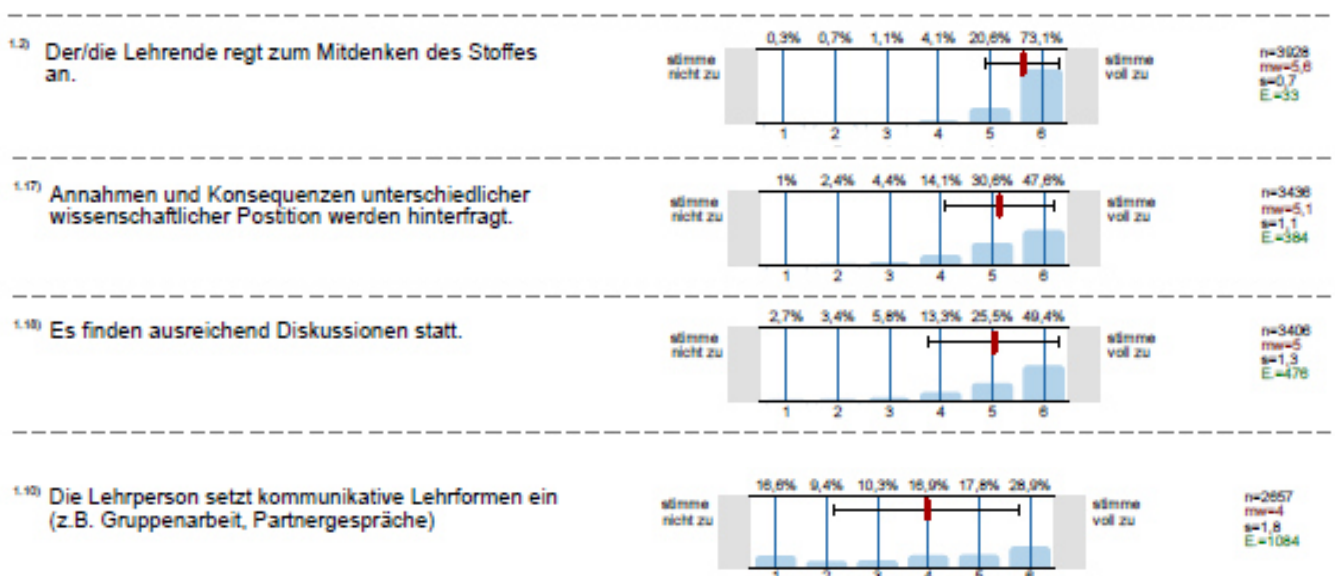 1.2) Der/die Lehrende regt zum Mitdenken des Stoffes
an.
stimme
nicht zu
0,3% 0,7% 1,1% 4,1% 20,6% 73,1%
1 2 3 4 5 6
stimme
voll zu
n=3928
mw=5,6
s=0,7
E.=33
1.17) Annahmen und Konsequenzen unterschiedlicher
wissenschaftlicher Postition werden hinterfragt.
stimme
nicht zu
1% 2,4% 4,4% 14,1% 30,6% 47,6%
1 2 3 4 5 6
stimme
voll zu
n=3436
mw=5,1
s=1,1
E.=384
1.18) Es finden ausreichend Diskussionen statt.
stimme
nicht zu
2,7% 3,4% 5,8% 13,3% 25,5% 49,4%
1 2 3 4 5 6
stimme
voll zu
n=3406
mw=5
s=1,3
E.=476
1.10) Die Lehrperson setzt kommunikative Lehrformen ein
(z.B. Gruppenarbeit, Partnergespräche)
stimme
nicht zu
16,6% 9,4% 10,3% 16,9% 17,8% 28,9%
1 2 3 4 5 6
stimme
voll zu
n=2657
mw=4
s=1,8
E.=1084